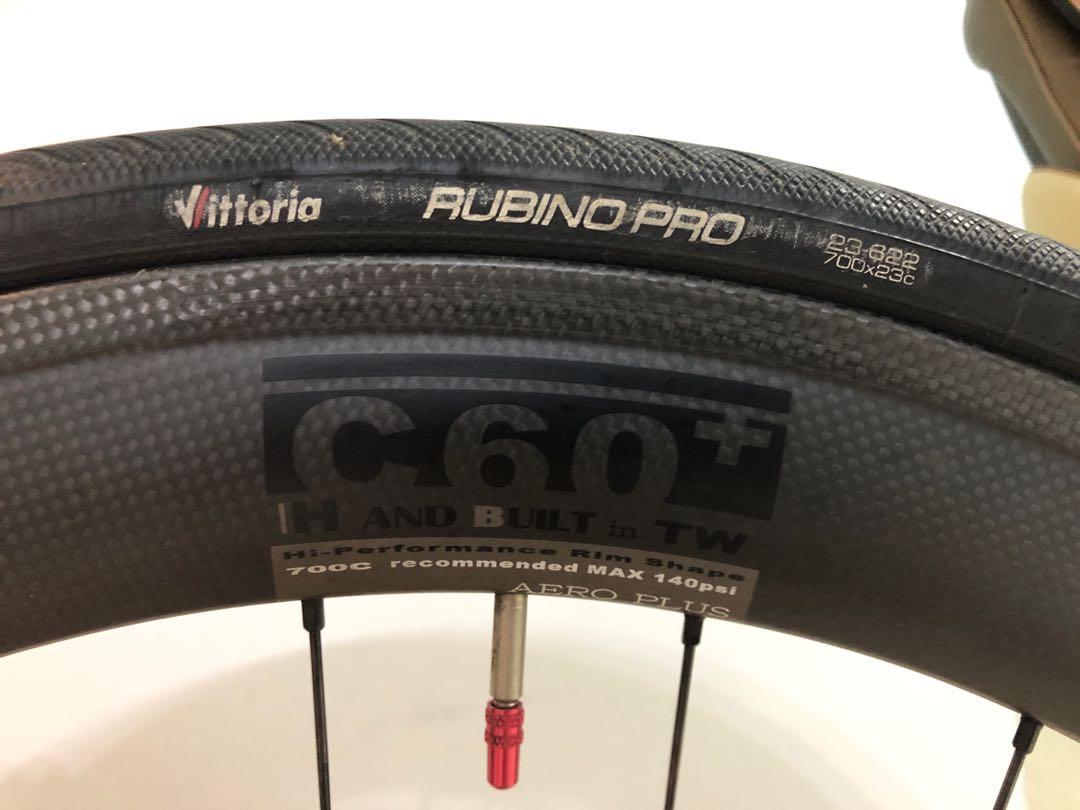 Vittoria RUBINO PRO 23-622
700x23c
C60+
HAND BUILT in TW
Hi-Performance Rim Shape
700C recommended MAX 140psi
AERO PLUS